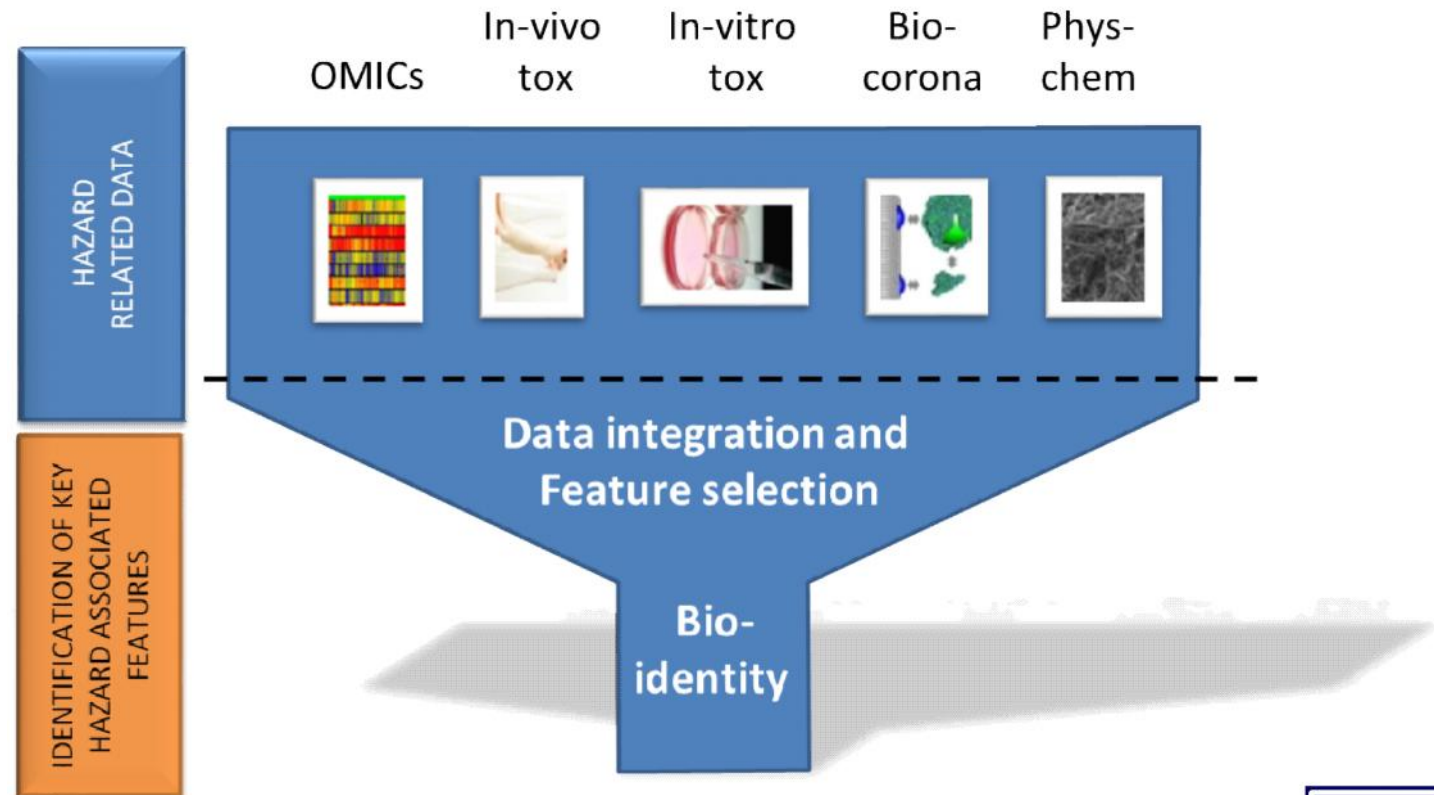 In-vivo
tox
In-vitro
tox
Bio-
corona
Phys-
chem
OMICs
HAZARD
RELATED DATA
Data integration and
Feature selection
IDENTIFICATION OF KEY
HAZARD ASSOCIATED
FEATURES
Bio-
identity